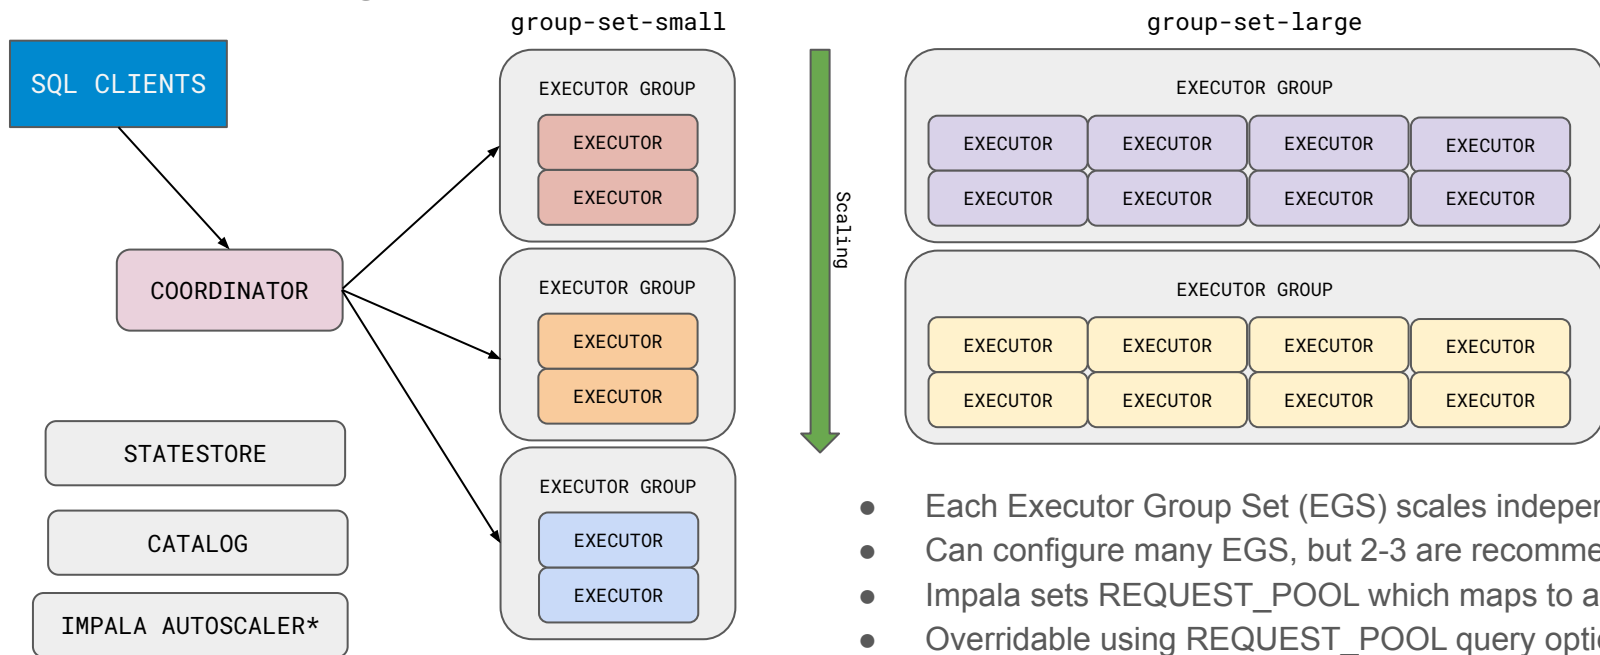 group-set-small
group-set-large
SQL CLIENTS
EXECUTOR GROUP
EXECUTOR
EXECUTOR
EXECUTOR GROUP
EXECUTOR EXECUTOR EXECUTOR EXECUTOR
EXECUTOR EXECUTOR EXECUTOR EXECUTOR
Scaling
COORDINATOR
EXECUTOR GROUP
EXECUTOR
EXECUTOR
EXECUTOR GROUP
EXECUTOR EXECUTOR EXECUTOR EXECUTOR
EXECUTOR EXECUTOR EXECUTOR EXECUTOR
STATESTORE
CATALOG
IMPALA AUTOSCALER*
EXECUTOR GROUP
EXECUTOR
EXECUTOR
● Each Executor Group Set (EGS) scales
● Can configure many EGS, but 2-3 are
● Impala sets REQUEST_POOL which maps to a
● Overridable using REQUEST_POOL query